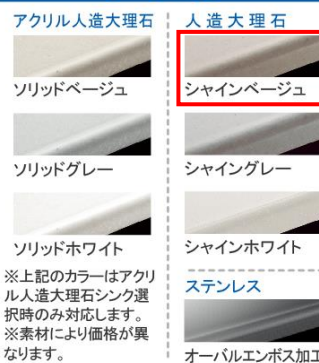 アクリル人造大理石
ソリッドベージュ
ソリッドグレー
ソリッドホワイト
※上記のカラーはアクリ
ル人造大理石シンク選
択時のみ対応します。
※素材により価格が異
なります。
人造大理石
シャインベージュ
シャイングレー
シャインホワイト
ステンレス
オーバルエンボス加工